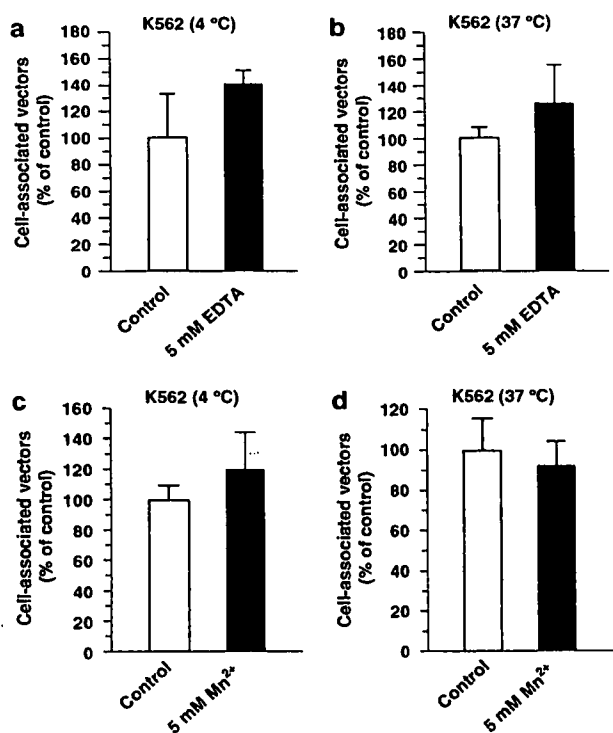 a
K562 (4 °C)
Cell-associated vectors
(% of control)
160
140
120
100
80
60
40
20
0
Control
5 mM EDTA
b
K562 (37 °C)
Cell-associated vectors
(% of control)
180
160
140
120
100
80
60
40
20
0
Control
5 mM EDTA
c
K562 (4 °C)
Cell-associated vectors
(% of control)
160
140
120
100
80
60
40
20
0
Control
5 mM Mn²⁺
d
K562 (37 °C)
Cell-associated vectors
(% of control)
120
100
80
60
40
20
0
Control
5 mM Mn²⁺